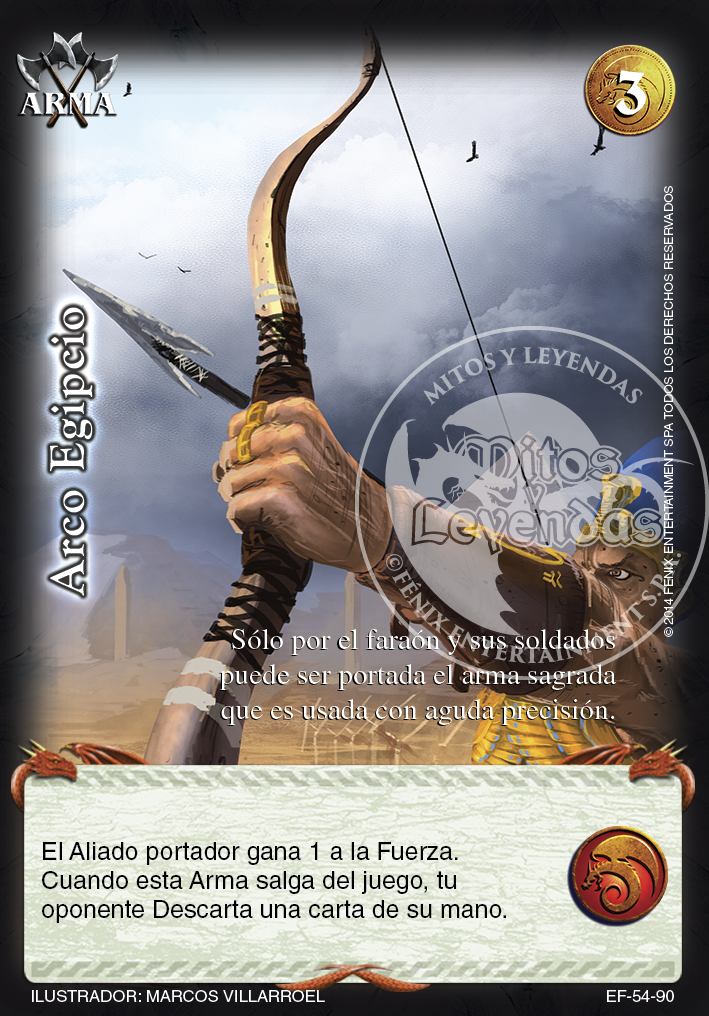 ARMA
3
Arco Egipcio
MITOS Y LEYENDAS
Mitos
Leyendas
© FÉNIX ENTERTAINMENT S.P.A.
© 2014 FÉNIX ENTERTAINMENT SPA TODOS LOS DERECHOS RESERVADOS
Sólo por el faraón y sus soldados
puede ser portada el arma sagrada
que es usada con aguda precisión.
El Aliado portador gana 1 a la Fuerza.
Cuando esta Arma salga del juego, tu
oponente Descarta una carta de su mano.
ILUSTRADOR: MARCOS VILLARROEL
EF-54-90